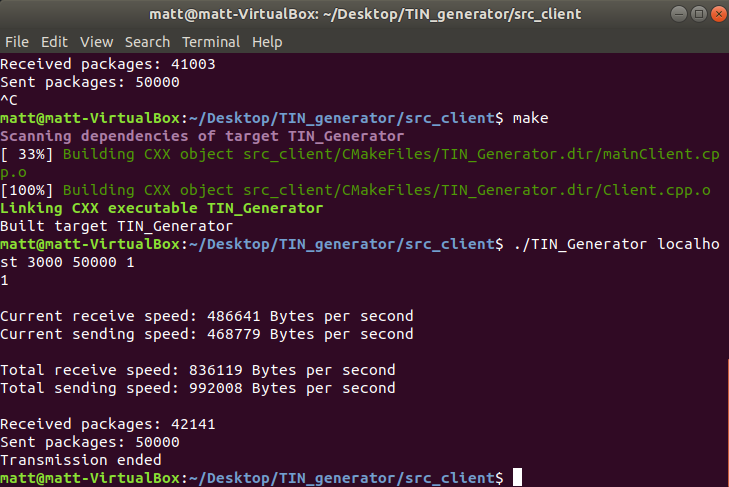 matt@matt-VirtualBox: ~/Desktop/TIN_generator/src_client
File Edit View Search Terminal Help
Received packages: 41003
Sent packages: 50000
^C
matt@matt-VirtualBox:~/Desktop/TIN_generator/src_client$ make
Scanning dependencies of target TIN_Generator
[ 33%] Building CXX object src_client/CMakeFiles/TIN_Generator.dir/mainClient.cp
p.o
[100%] Building CXX object src_client/CMakeFiles/TIN_Generator.dir/Client.cpp.o
Linking CXX executable TIN_Generator
Built target TIN_Generator
matt@matt-VirtualBox:~/Desktop/TIN_generator/src_client$ ./TIN_Generator localho
st 3000 50000 1
1
Current receive speed: 486641 Bytes per second
Current sending speed: 468779 Bytes per second
Total receive speed: 836119 Bytes per second
Total sending speed: 992008 Bytes per second
Received packages: 42141
Sent packages: 50000
Transmission ended
matt@matt-VirtualBox:~/Desktop/TIN_generator/src_client$